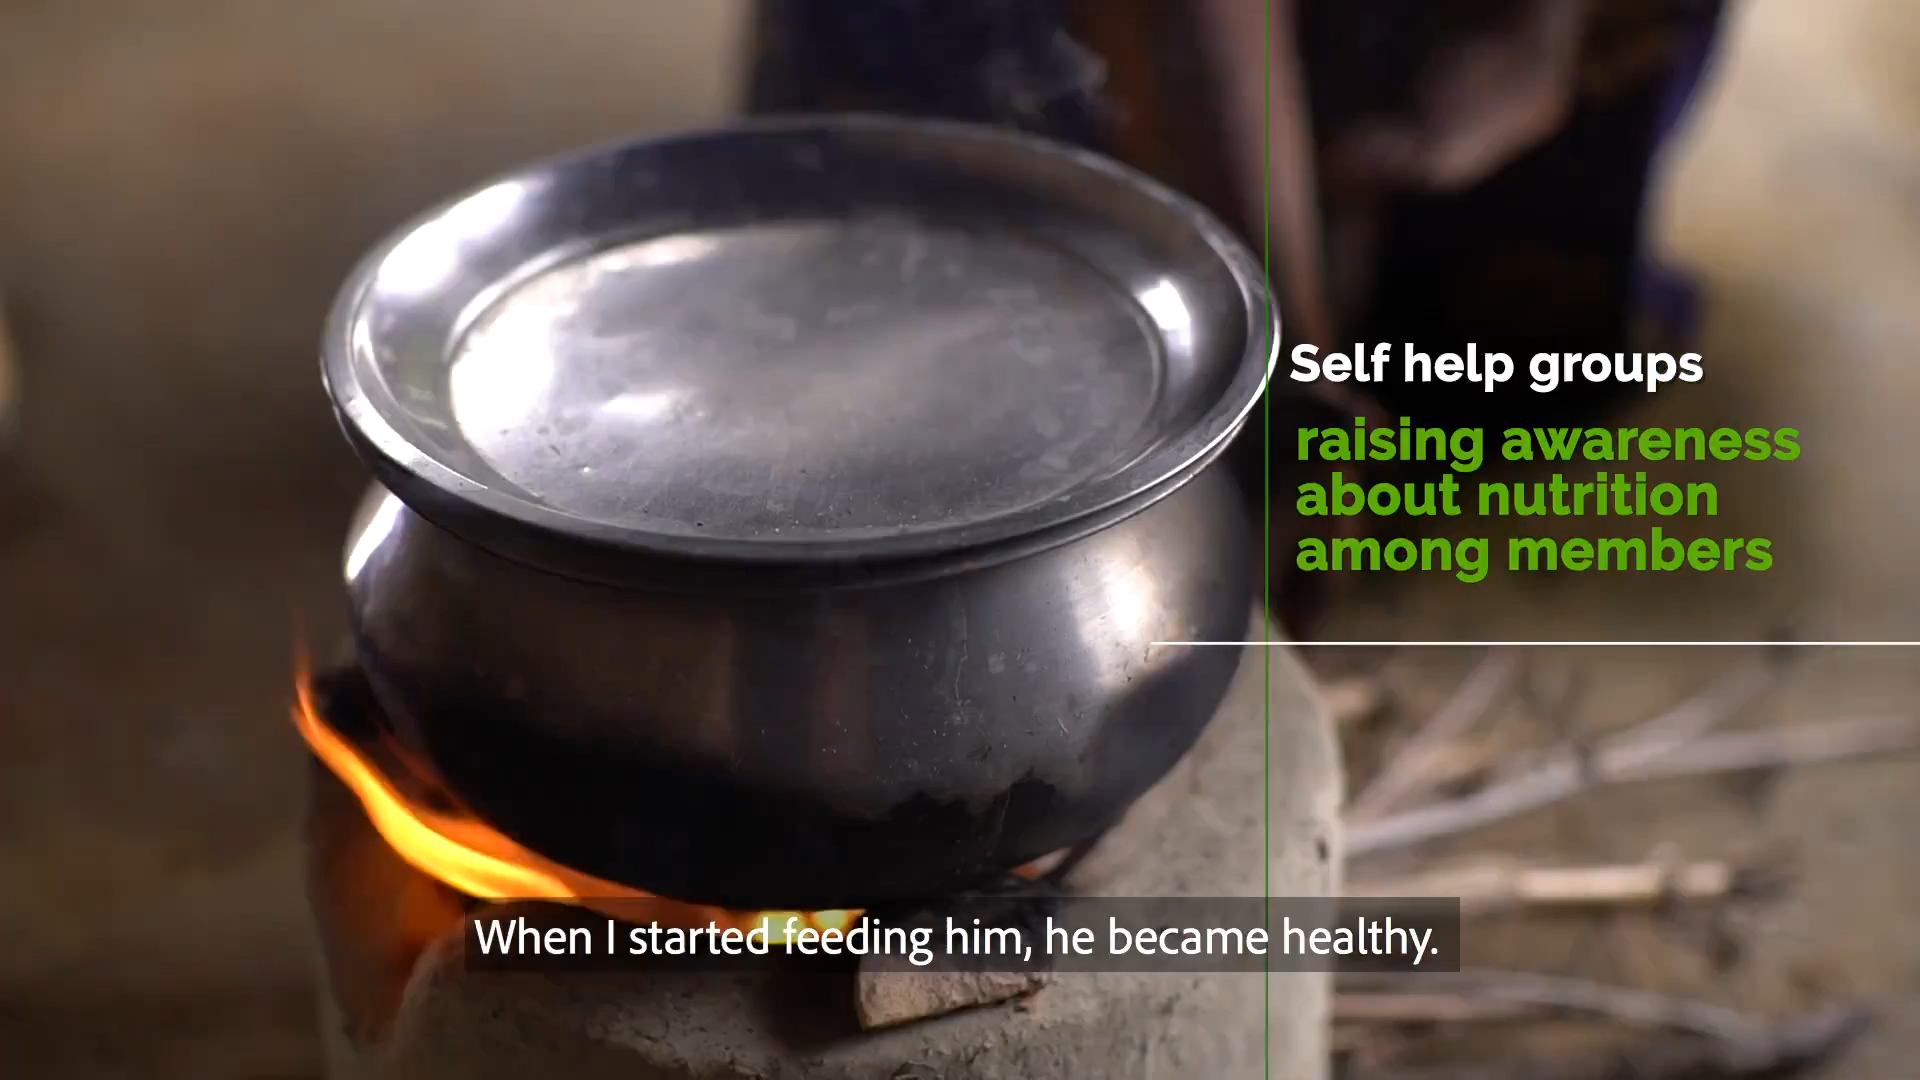 Self help groups
raising awareness
about nutrition
among members
When I started feeding him, he became healthy.